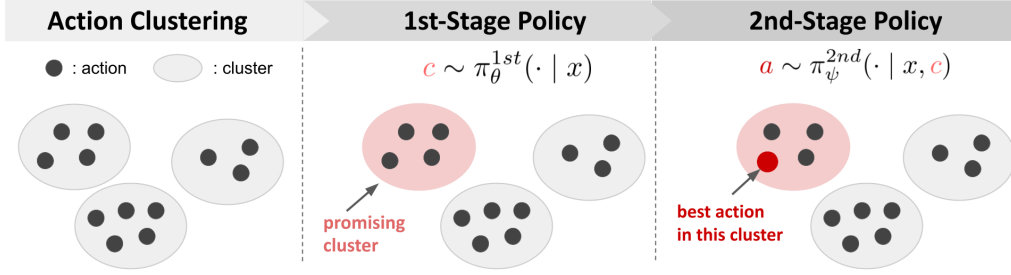 Action Clustering
1st-Stage Policy
2nd-Stage Policy
: action
: cluster
c ∼ π_θ^{1st}(· | x)
a ∼ π_ψ^{2nd}(· | x, c)
promising
cluster
best action
in this cluster